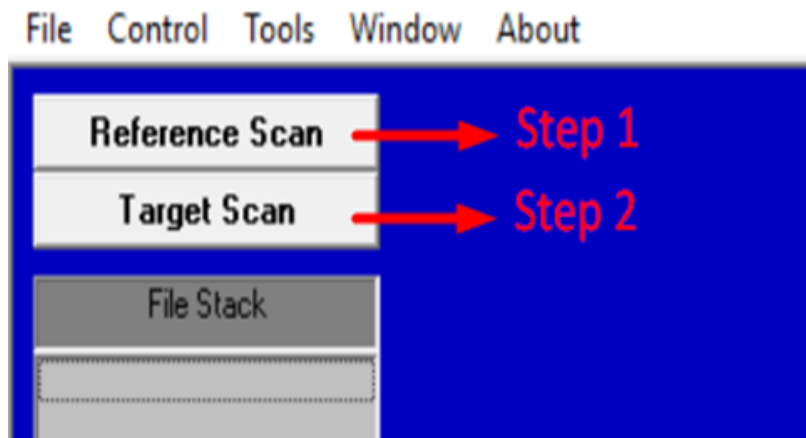 File Control Tools Window About
Reference Scan Step 1
Target Scan Step 2
File Stack